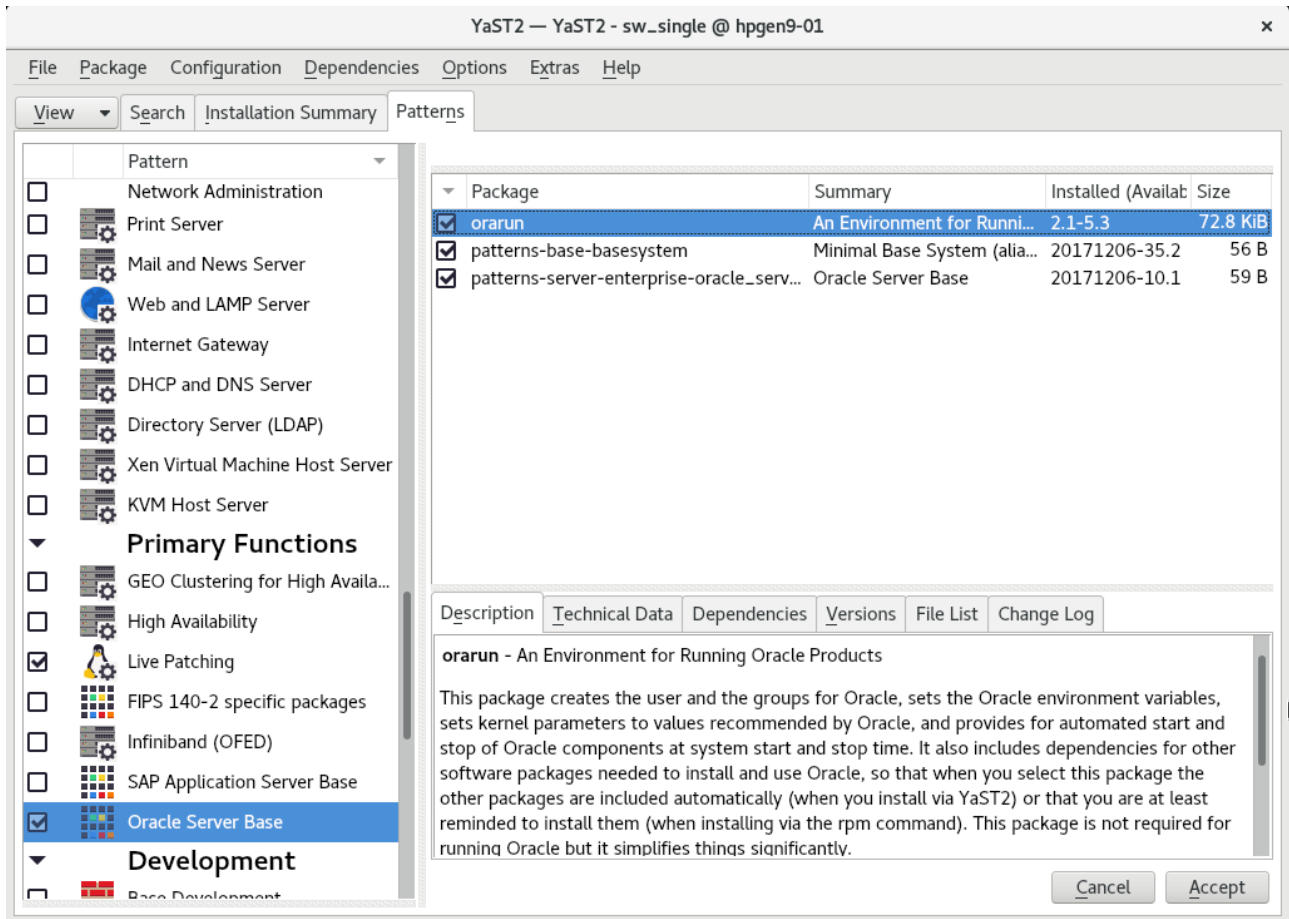 YaST2 — YaST2 - sw_single @ hpgen9-01 ×
File Package Configuration Dependencies Options Extras Help
View Search Installation Summary Patterns
Pattern
Network Administration
Print Server
Mail and News Server
Web and LAMP Server
Internet Gateway
DHCP and DNS Server
Directory Server (LDAP)
Xen Virtual Machine Host Server
KVM Host Server
Primary Functions
GEO Clustering for High Availa...
High Availability
Live Patching
FIPS 140-2 specific packages
Infiniband (OFED)
SAP Application Server Base
Oracle Server Base
Development
Base Development
Package Summary Installed (Availab Size
orarun An Environment for Runni... 2.1-5.3 72.8 KiB
patterns-base-basesystem Minimal Base System (alia... 20171206-35.2 56 B
patterns-server-enterprise-oracle_serv... Oracle Server Base 20171206-10.1 59 B
Description Technical Data Dependencies Versions File List Change Log
orarun - An Environment for Running Oracle Products
This package creates the user and the groups for Oracle, sets the Oracle environment variables,
sets kernel parameters to values recommended by Oracle, and provides for automated start and
stop of Oracle components at system start and stop time. It also includes dependencies for other
software packages needed to install and use Oracle, so that when you select this package the
other packages are included automatically (when you install via YaST2) or that you are at least
reminded to install them (when installing via the rpm command). This package is not required for
running Oracle but it simplifies things significantly.
Cancel Accept